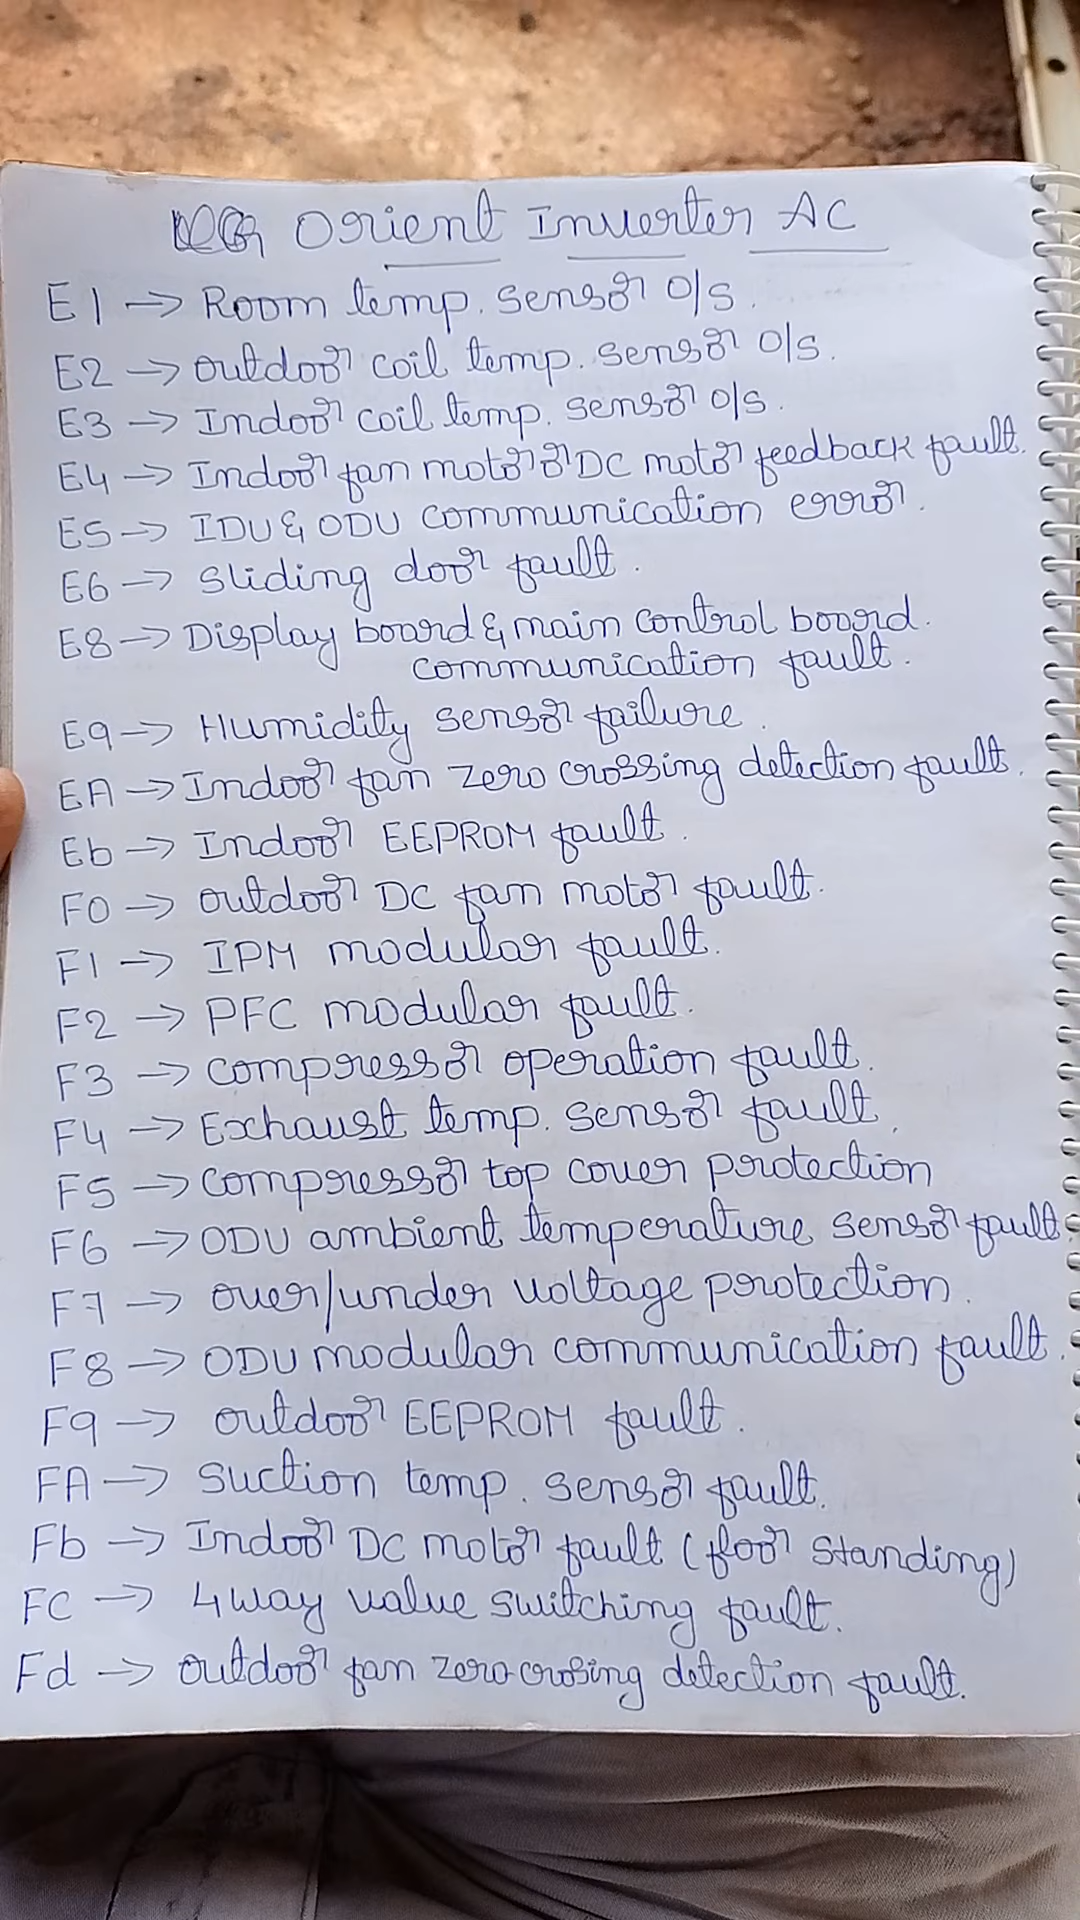 Orient Inverter AC
E1 → Room temp. sensor O/S.
E2 → outdoor coil temp. sensor O/S.
E3 → Indoor coil temp. sensor O/S.
E4 → Indoor fan motor or DC motor feedback fault.
E5 → IDU & ODU communication error.
E6 → sliding door fault.
E8 → Display board & main control board.
communication fault.
E9 → Humidity sensor failure.
EA → Indoor fan zero crossing detection fault.
Eb → Indoor EEPROM fault.
F0 → outdoor DC fan motor fault.
F1 → IPM modular fault.
F2 → PFC modular fault.
F3 → compressor operation fault.
F4 → Exhaust temp. sensor fault.
F5 → compressor top cover protection
F6 → ODU ambient temperature sensor fault.
F7 → over/under voltage protection.
F8 → ODU modular communication fault.
F9 → outdoor EEPROM fault.
FA → suction temp. sensor fault.
Fb → Indoor DC motor fault (floor standing)
FC → 4 way value switching fault.
Fd → outdoor fan zero crosing detection fault.